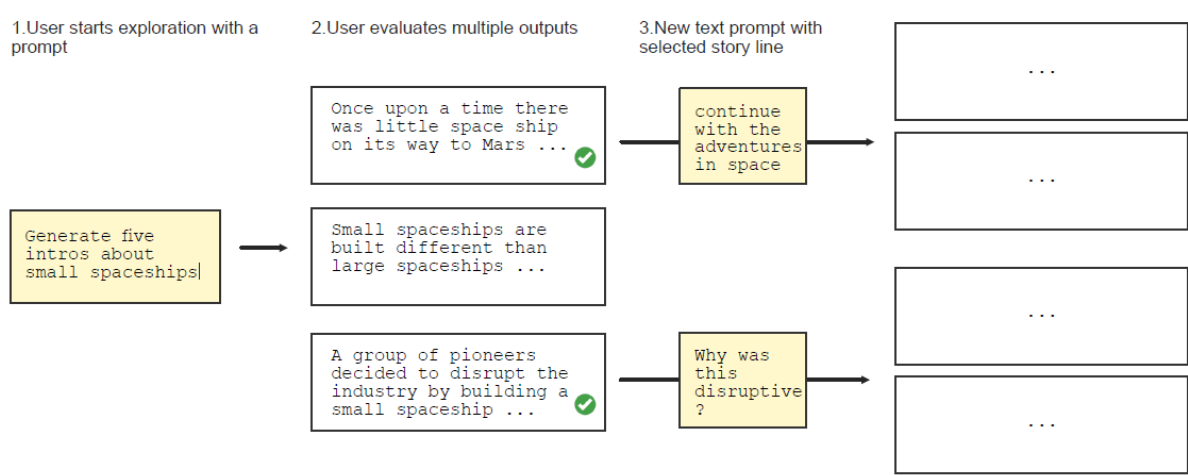 1.User starts exploration with a
prompt
2.User evaluates multiple outputs
3.New text prompt with
selected story line
Generate five
intros about
small spaceships
Once upon a time there
was little space ship
on its way to Mars ...
Small spaceships are
built different than
large spaceships ...
A group of pioneers
decided to disrupt the
industry by building a
small spaceship ...
continue
with the
adventures
in space
Why was
this
disruptive
?
...
...
...
...